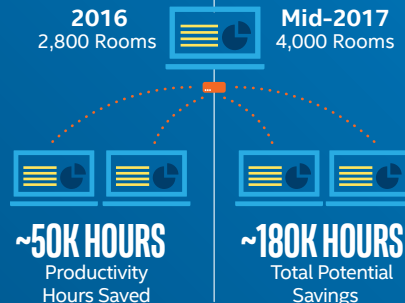 2016
2,800 Rooms
Mid-2017
4,000 Rooms
~50K HOURS
Productivity
Hours Saved
~180K HOURS
Total Potential
Savings